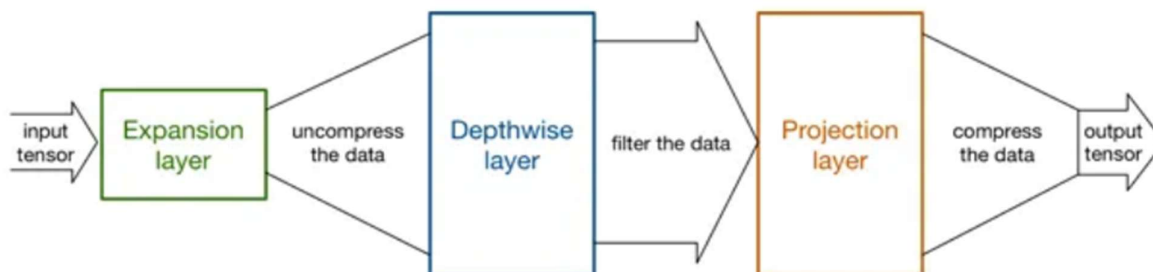 input
tensor
Expansion
layer
uncompress
the data
Depthwise
layer
filter the data
Projection
layer
compress
the data
output
tensor